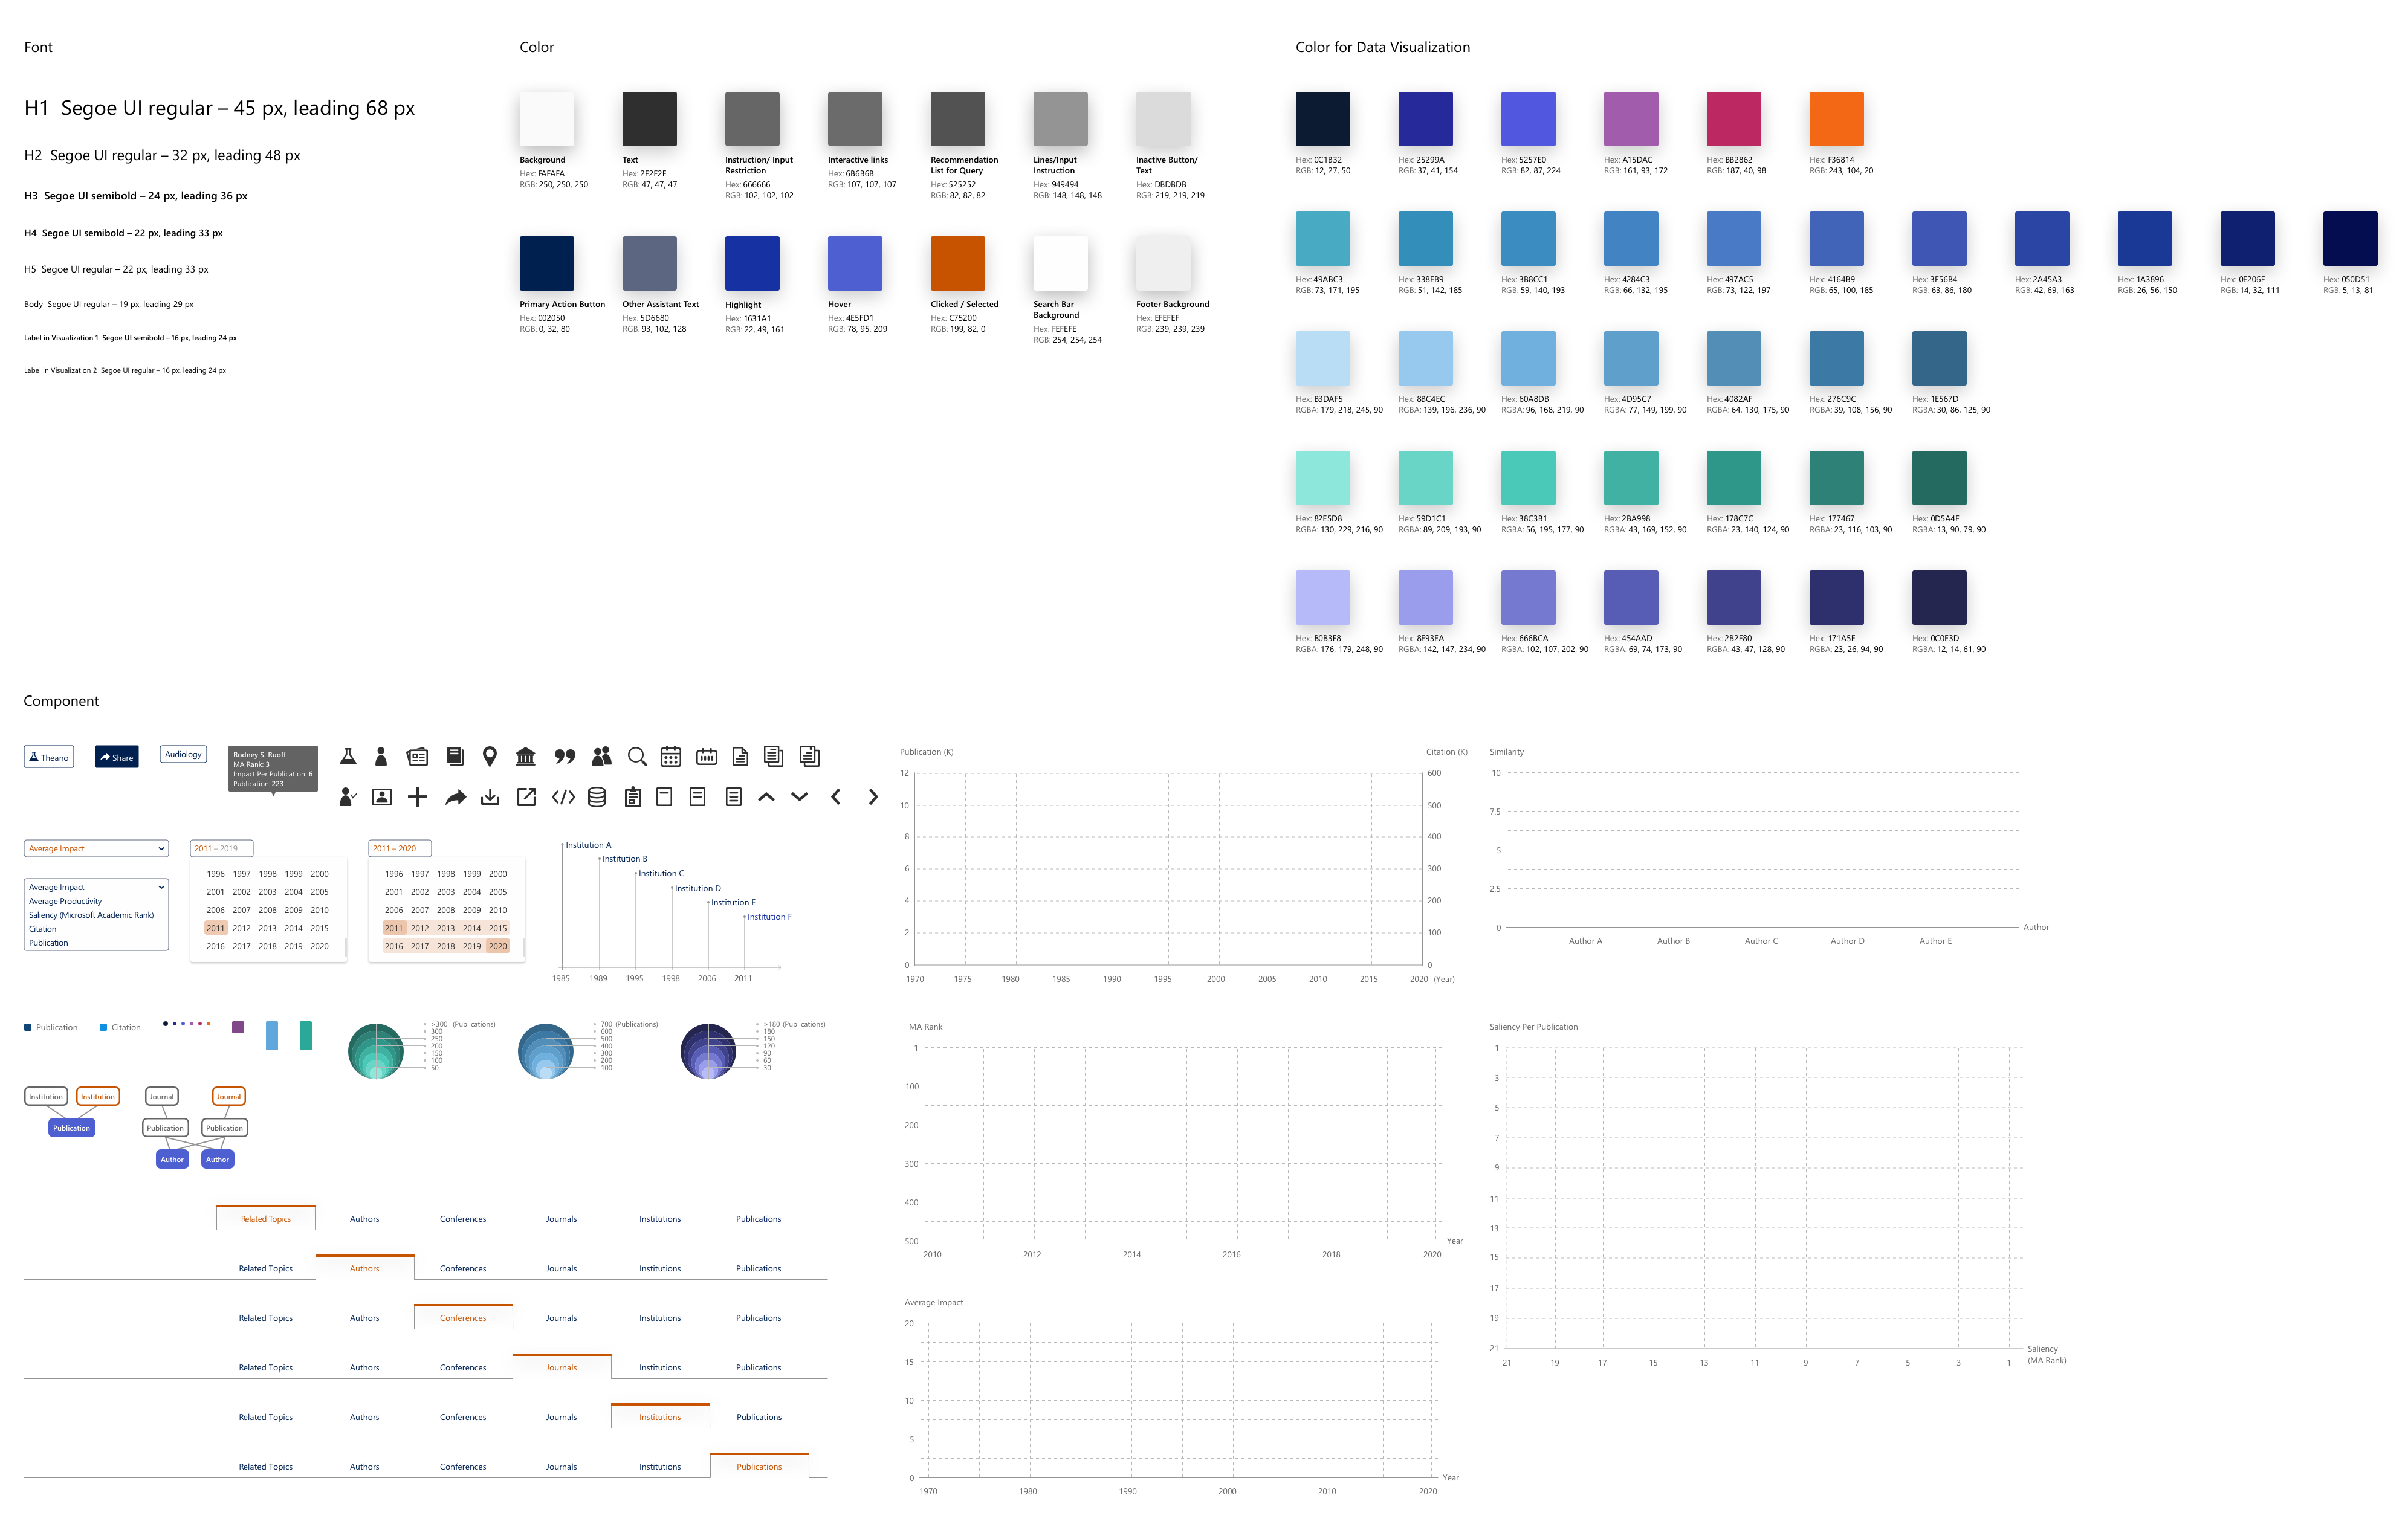 Font
H1 Segoe UI regular – 45 px, leading 68 px
H2 Segoe UI regular – 32 px, leading 48 px
H3 Segoe UI semibold – 24 px, leading 36 px
H4 Segoe UI semibold – 22 px, leading 33 px
H5 Segoe UI regular – 22 px, leading 33 px
Body Segoe UI regular – 19 px, leading 29 px
Label in Visualization 1 Segoe UI semibold – 16 px, leading 24 px
Label in Visualization 2 Segoe UI regular – 16 px, leading 24 px
Color
Background
Hex: FAFAFA
RGB: 250, 250, 250
Text
Hex: 2F2F2F
RGB: 47, 47, 47
Instruction/ Input
Restriction
Hex: 666666
RGB: 102, 102, 102
Interactive links
Hex: 6B6B6B
RGB: 107, 107, 107
Recommendation
List for Query
Hex: 525252
RGB: 82, 82, 82
Lines/Input
Instruction
Hex: 949494
RGB: 148, 148, 148
Inactive Button/
Text
Hex: DBDBDB
RGB: 219, 219, 219
Primary Action Button
Hex: 002050
RGB: 0, 32, 80
Other Assistant Text
Hex: 5D6680
RGB: 93, 102, 128
Highlight
Hex: 1631A1
RGB: 22, 49, 161
Hover
Hex: 4E5FD1
RGB: 78, 95, 209
Clicked / Selected
Hex: C75200
RGB: 199, 82, 0
Search Bar
Background
Hex: FEFEFE
RGB: 254, 254, 254
Footer Background
Hex: EFEFEF
RGB: 239, 239, 239
Color for Data Visualization
Hex: 0C1B32
RGB: 12, 27, 50
Hex: 25299A
RGB: 37, 41, 154
Hex: 5257E0
RGB: 82, 87, 224
Hex: A15DAC
RGB: 161, 93, 172
Hex: BB2862
RGB: 187, 40, 98
Hex: F36814
RGB: 243, 104, 20
Hex: 49ABC3
RGB: 73, 171, 195
Hex: 338EB9
RGB: 51, 142, 185
Hex: 3B8CC1
RGB: 59, 140, 193
Hex: 4284C3
RGB: 66, 132, 195
Hex: 497AC5
RGB: 73, 122, 197
Hex: 4164B9
RGB: 65, 100, 185
Hex: 3F56B4
RGB: 63, 86, 180
Hex: 2A45A3
RGB: 42, 69, 163
Hex: 1A3896
RGB: 26, 56, 150
Hex: 0E206F
RGB: 14, 32, 111
Hex: 050D51
RGB: 5, 13, 81
Hex: B3DAF5
RGBA: 179, 218, 245, 90
Hex: 8BC4EC
RGBA: 139, 196, 236, 90
Hex: 60A8DB
RGBA: 96, 168, 219, 90
Hex: 4D95C7
RGBA: 77, 149, 199, 90
Hex: 4082AF
RGBA: 64, 130, 175, 90
Hex: 276C9C
RGBA: 39, 108, 156, 90
Hex: 1E567D
RGBA: 30, 86, 125, 90
Hex: 82E5D8
RGBA: 130, 229, 216, 90
Hex: 59D1C1
RGBA: 89, 209, 193, 90
Hex: 38C3B1
RGBA: 56, 195, 177, 90
Hex: 2BA998
RGBA: 43, 169, 152, 90
Hex: 178C7C
RGBA: 23, 140, 124, 90
Hex: 177467
RGBA: 23, 116, 103, 90
Hex: 0D5A4F
RGBA: 13, 90, 79, 90
Hex: B0B3F8
RGBA: 176, 179, 248, 90
Hex: 8E93EA
RGBA: 142, 147, 234, 90
Hex: 666BCA
RGBA: 102, 107, 202, 90
Hex: 454AAD
RGBA: 69, 74, 173, 90
Hex: 2B2F80
RGBA: 43, 47, 128, 90
Hex: 171A5E
RGBA: 23, 26, 94, 90
Hex: 0C0E3D
RGBA: 12, 14, 61, 90
Component
Theano
Share
Audiology
Rodney S. Ruoff
MA Rank: 3
Impact Per Publication: 6
Publication: 223
Average Impact
Average Impact
Average Productivity
Saliency (Microsoft Academic Rank)
Citation
Publication
2011 – 2019
1996 1997 1998 1999 2000
2001 2002 2003 2004 2005
2006 2007 2008 2009 2010
2011 2012 2013 2014 2015
2016 2017 2018 2019 2020
2011 – 2020
1996 1997 1998 1999 2000
2001 2002 2003 2004 2005
2006 2007 2008 2009 2010
2011 2012 2013 2014 2015
2016 2017 2018 2019 2020
Institution A
Institution B
Institution C
Institution D
Institution E
Institution F
1985 1989 1995 1998 2006 2011
Publication
Citation
>300 (Publications)
300
250
200
150
100
50
700 (Publications)
600
500
400
300
200
100
>180 (Publications)
180
150
120
90
60
30
Institution Institution
Publication
Journal Journal
Publication Publication
Author Author
Related Topics Authors Conferences Journals Institutions Publications
Related Topics Authors Conferences Journals Institutions Publications
Related Topics Authors Conferences Journals Institutions Publications
Related Topics Authors Conferences Journals Institutions Publications
Related Topics Authors Conferences Journals Institutions Publications
Related Topics Authors Conferences Journals Institutions Publications
Publication (K) Citation (K)
12 600
10 500
8 400
6 300
4 200
2 100
0 0
1970 1975 1980 1985 1990 1995 2000 2005 2010 2015 2020 (Year)
Similarity
10
7.5
5
2.5
0 Author
Author A Author B Author C Author D Author E
MA Rank
1
100
200
300
400
500 Year
2010 2012 2014 2016 2018 2020
Saliency Per Publication
1
3
5
7
9
11
13
15
17
19
21
Saliency
(MA Rank)
21 19 17 15 13 11 9 7 5 3 1
Average Impact
20
15
10
5
0 Year
1970 1980 1990 2000 2010 2020